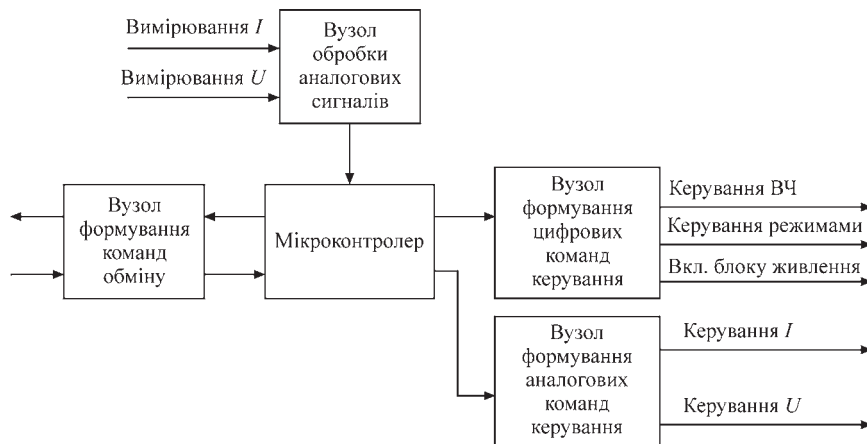 Вимірювання I
Вимірювання U
Вузол
обробки
аналогових
сигналів
Вузол
формування
команд
обміну
Мікроконтролер
Вузол
формування
цифрових
команд
керування
Керування ВЧ
Керування режимами
Вкл. блоку живлення
Вузол
формування
аналогових
команд
керування
Керування I
Керування U